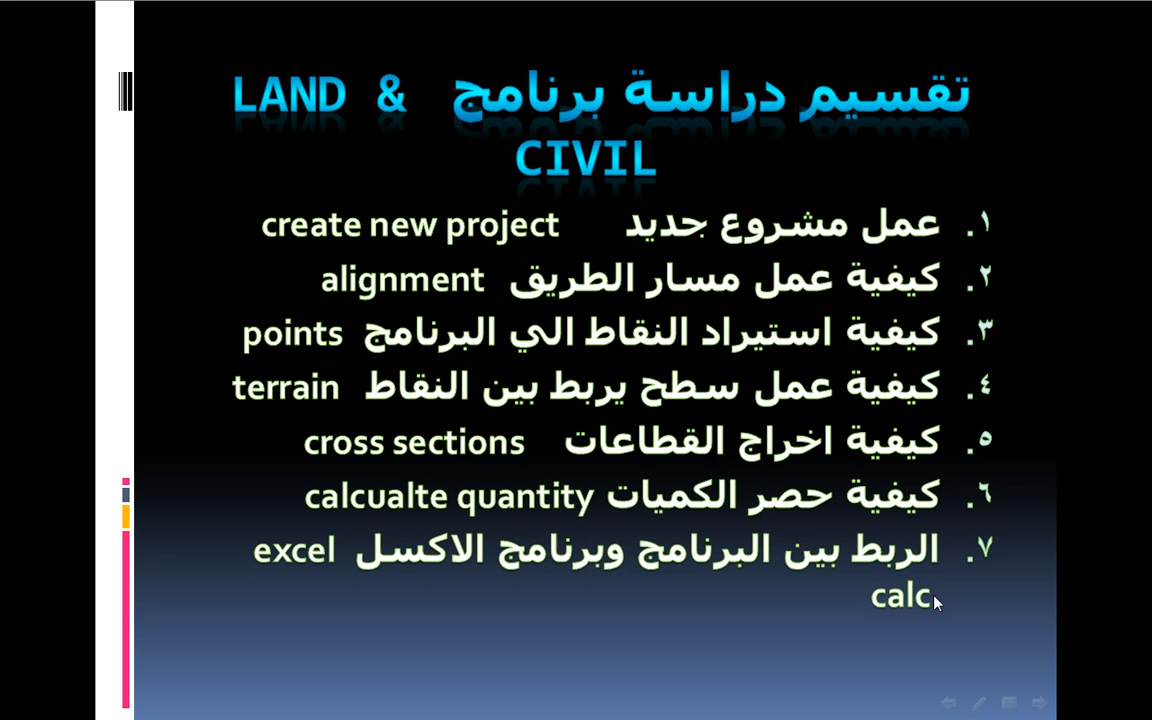 تقسيم دراسة برنامج LAND &
CIVIL
١. عمل مشروع جديد create new project
٢. كيفية عمل مسار الطريق alignment
٣. كيفية استيراد النقاط الي البرنامج points
٤. كيفية عمل سطح يربط بين النقاط terrain
٥. كيفية اخراج القطاعات cross sections
٦. كيفية حصر الكميات calcualte quantity
٧. الربط بين البرنامج وبرنامج الاكسل excel
calc